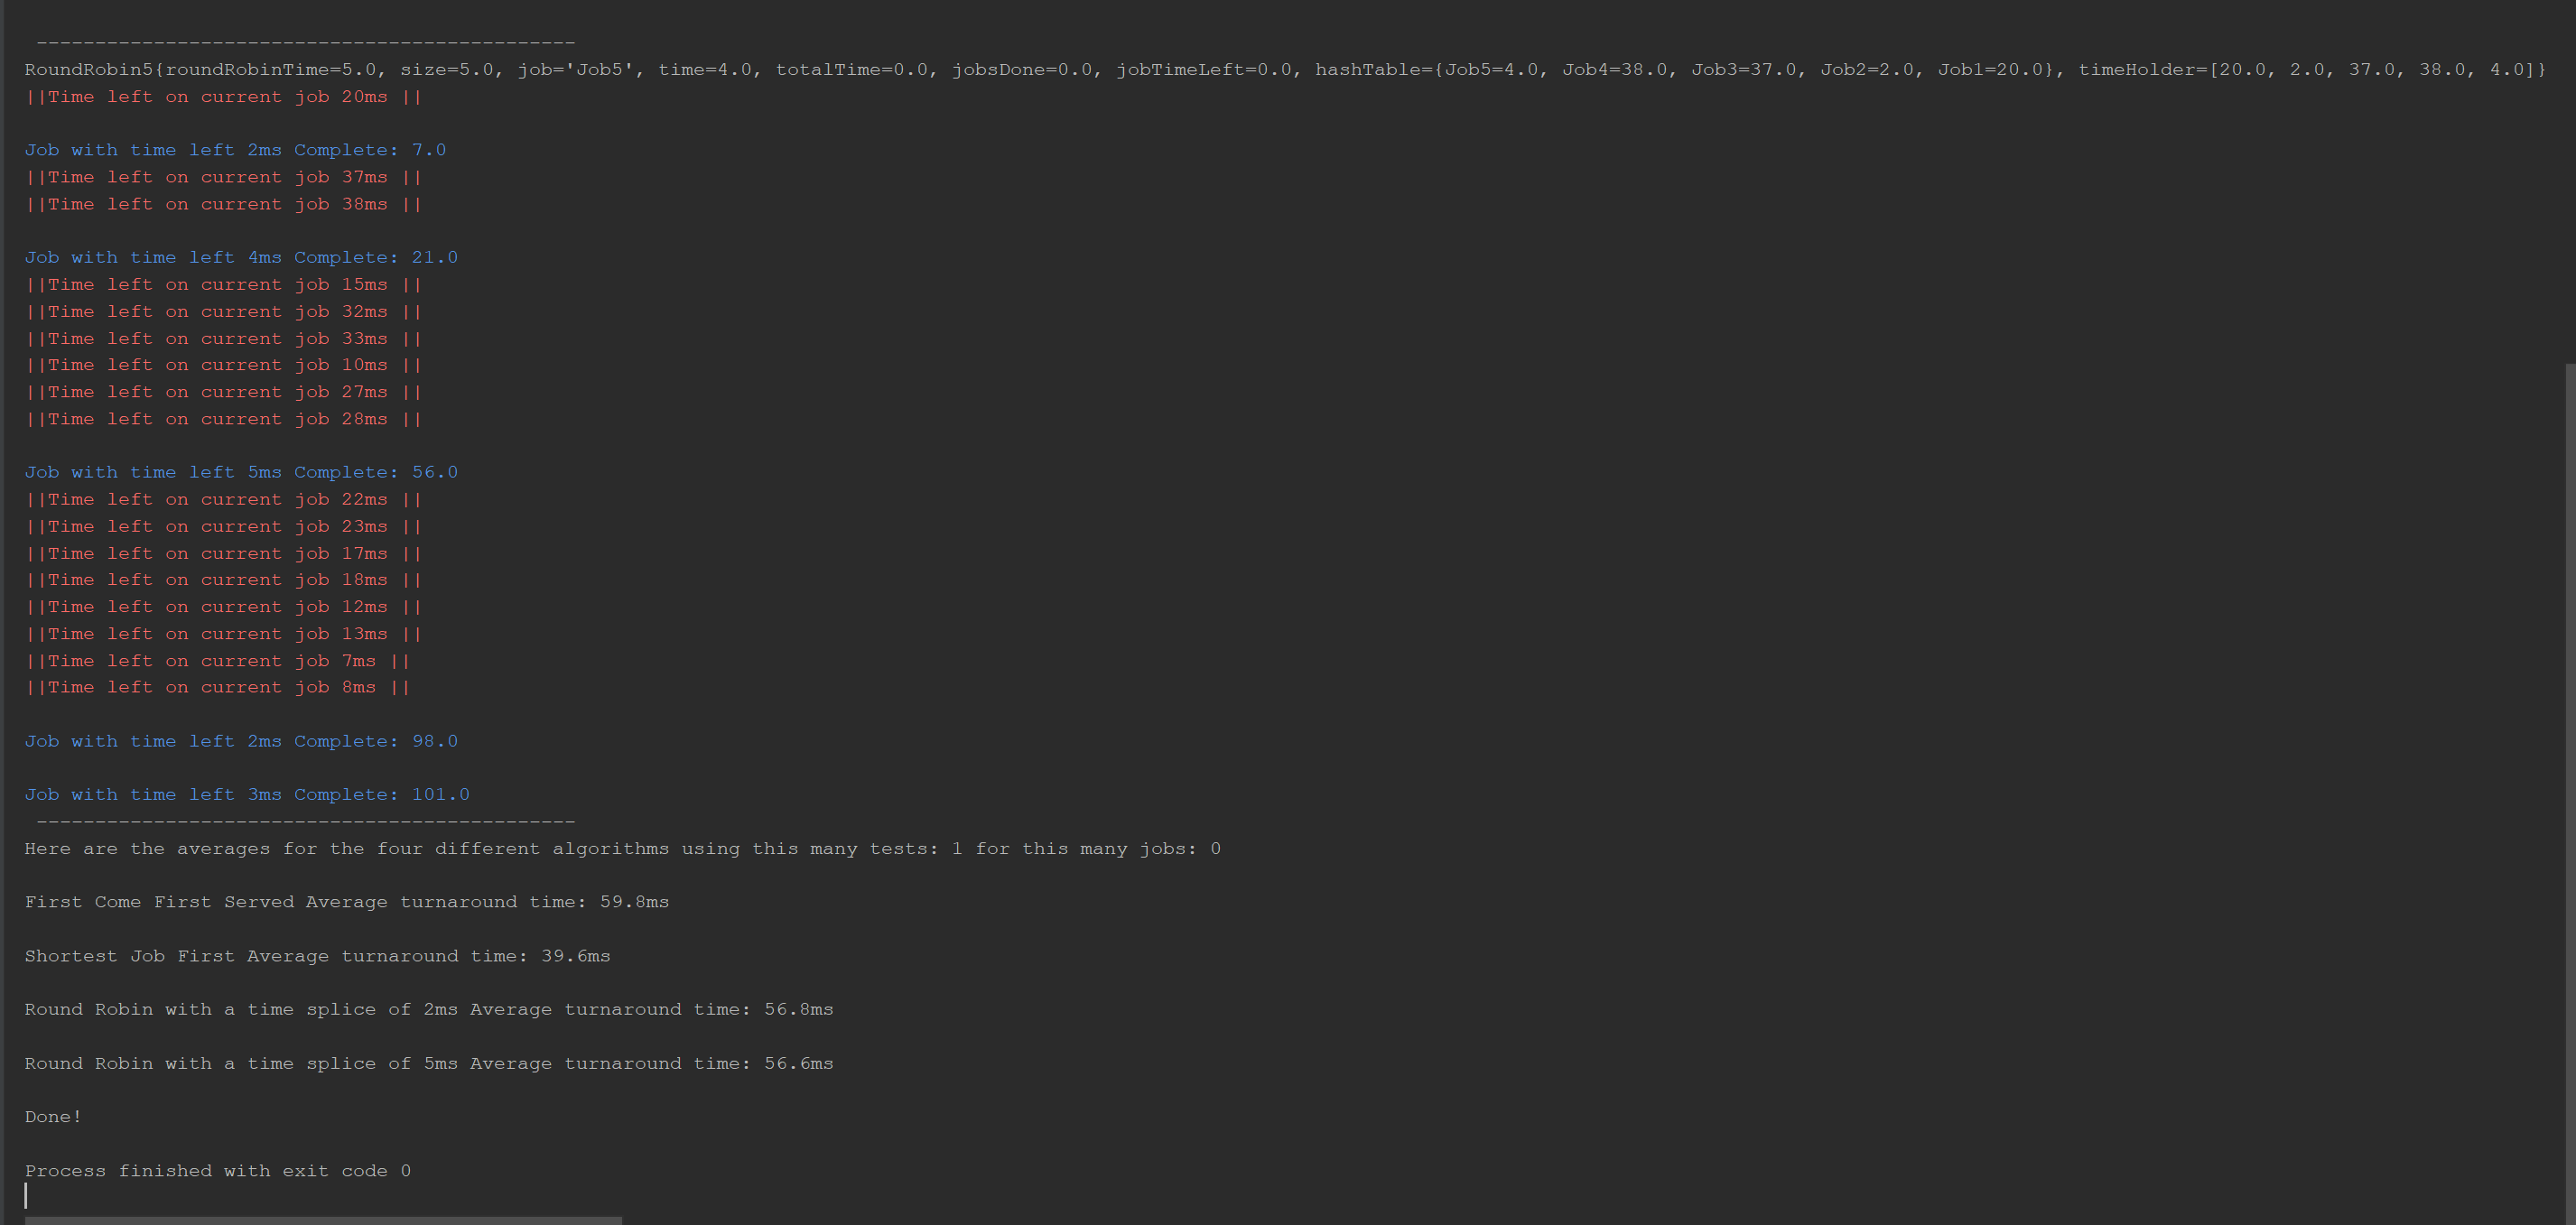 ----------------------------------------------
RoundRobin5{roundRobinTime=5.0, size=5.0, job='Job5', time=4.0, totalTime=0.0, jobsDone=0.0, jobTimeLeft=0.0, hashTable={Job5=4.0, Job4=38.0, Job3=37.0, Job2=2.0, Job1=20.0}, timeHolder=[20.0, 2.0, 37.0, 38.0, 4.0]}
||Time left on current job 20ms ||
Job with time left 2ms Complete: 7.0
||Time left on current job 37ms ||
||Time left on current job 38ms ||
Job with time left 4ms Complete: 21.0
||Time left on current job 15ms ||
||Time left on current job 32ms ||
||Time left on current job 33ms ||
||Time left on current job 10ms ||
||Time left on current job 27ms ||
||Time left on current job 28ms ||
Job with time left 5ms Complete: 56.0
||Time left on current job 22ms ||
||Time left on current job 23ms ||
||Time left on current job 17ms ||
||Time left on current job 18ms ||
||Time left on current job 12ms ||
||Time left on current job 13ms ||
||Time left on current job 7ms ||
||Time left on current job 8ms ||
Job with time left 2ms Complete: 98.0
Job with time left 3ms Complete: 101.0
----------------------------------------------
Here are the averages for the four different algorithms using this many tests: 1 for this many jobs: 0
First Come First Served Average turnaround time: 59.8ms
Shortest Job First Average turnaround time: 39.6ms
Round Robin with a time splice of 2ms Average turnaround time: 56.8ms
Round Robin with a time splice of 5ms Average turnaround time: 56.6ms
Done!
Process finished with exit code 0